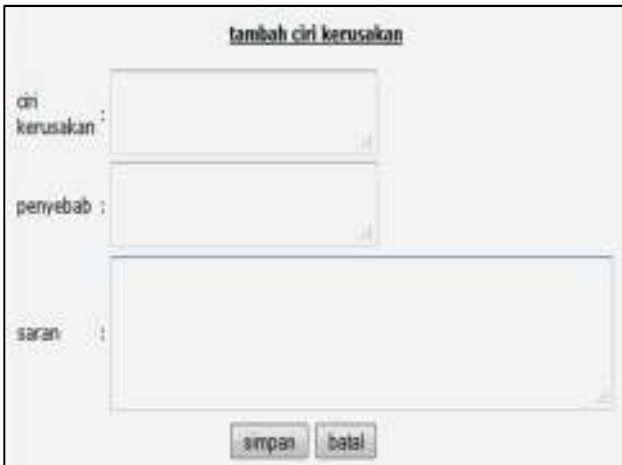 tambah ciri kerusakan
ciri
kerusakan :
penyebab :
saran :
simpan batal